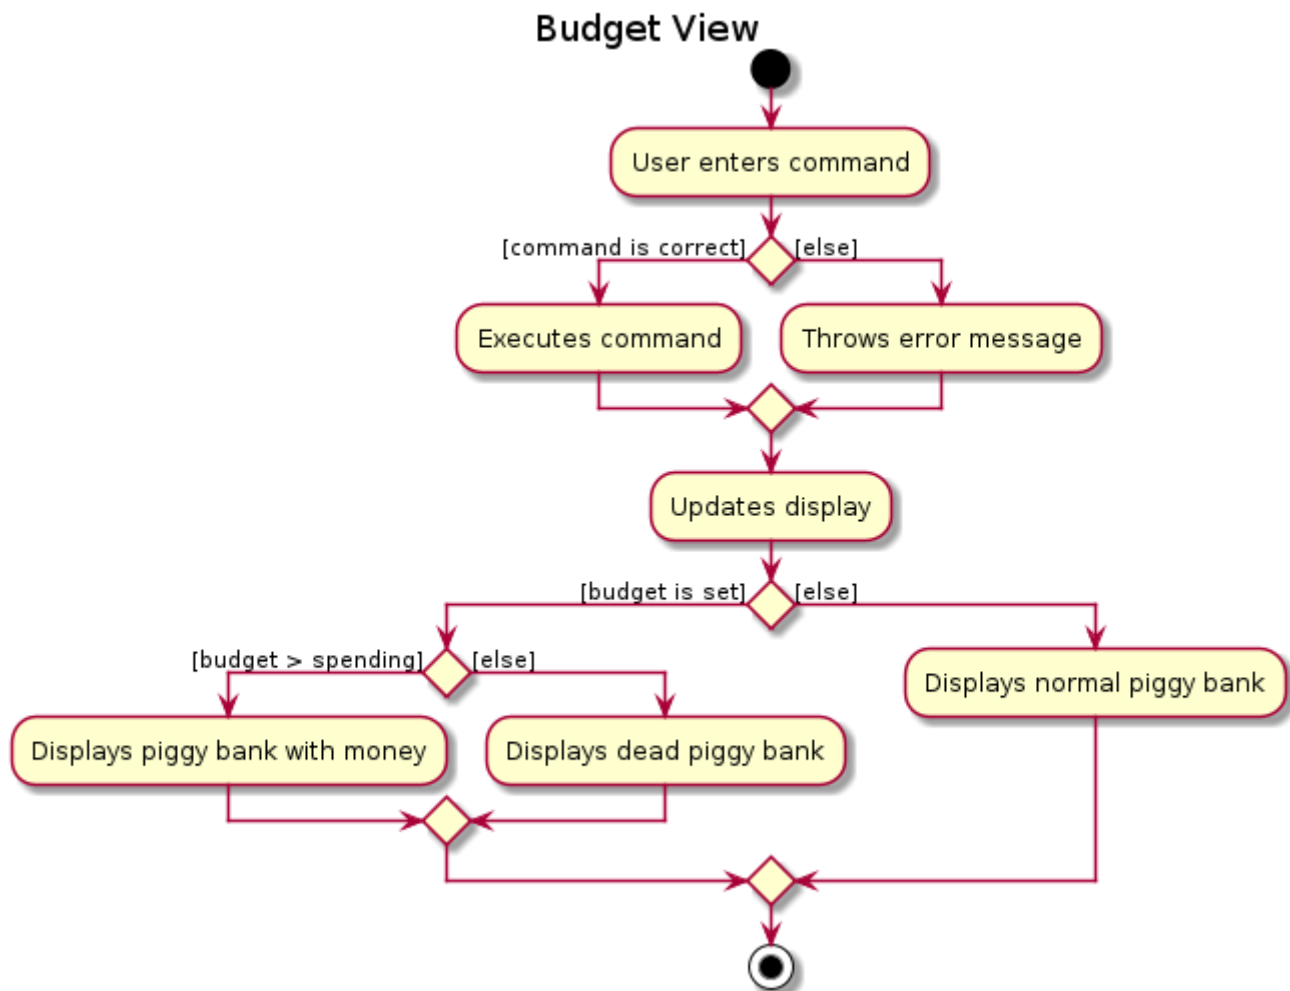 Budget View
User enters command
[command is correct]
[else]
Executes command
Throws error message
Updates display
[budget is set]
[else]
[budget > spending]
[else]
Displays normal piggy bank
Displays piggy bank with money
Displays dead piggy bank